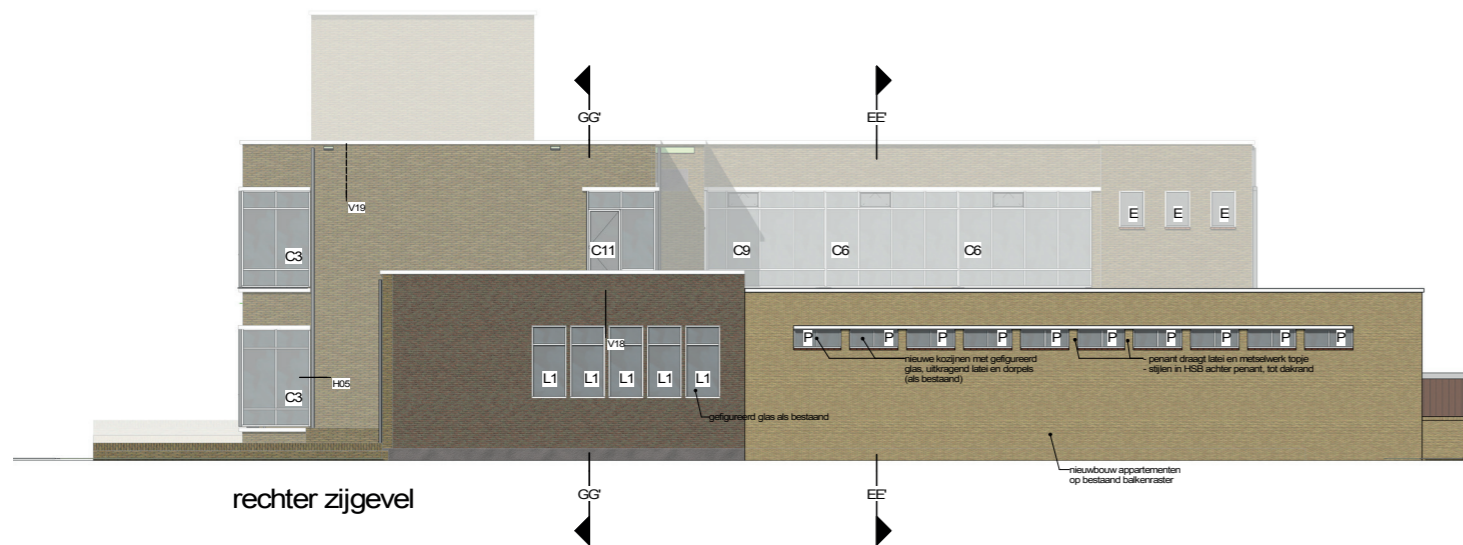 GG'
EE'
V19
E
E
E
C3
C11
C9
C6
C6
P
P
P
P
P
P
P
P
P
P
V18
nieuwe kozijnen met gefigureerd
glas, uitkragend latei en dorpels
(als bestaand)
- penant draagt latei en metselwerk topje
- stijlen in HSB achter penant, tot dakrand
H05
L1
L1
L1
L1
L1
C3
gefigureerd glas als bestaand
nieuwbouw appartementen
op bestaand balkenraster
rechter zijgevel
GG'
EE'